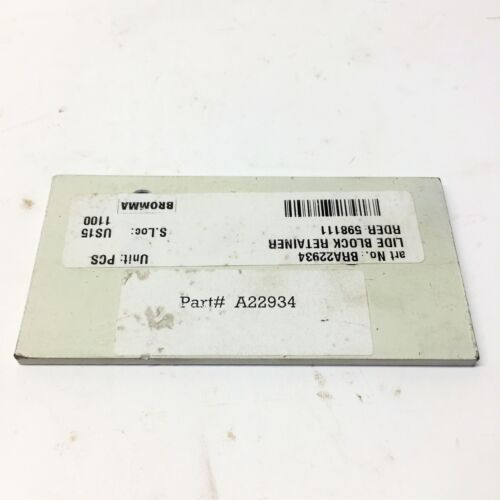 Part# A22934
art No. BRA22934
LIDE BLOCK RETAINER
RDER 598111
Unit: PCS
S.Loc: US15
1100
BROMMA